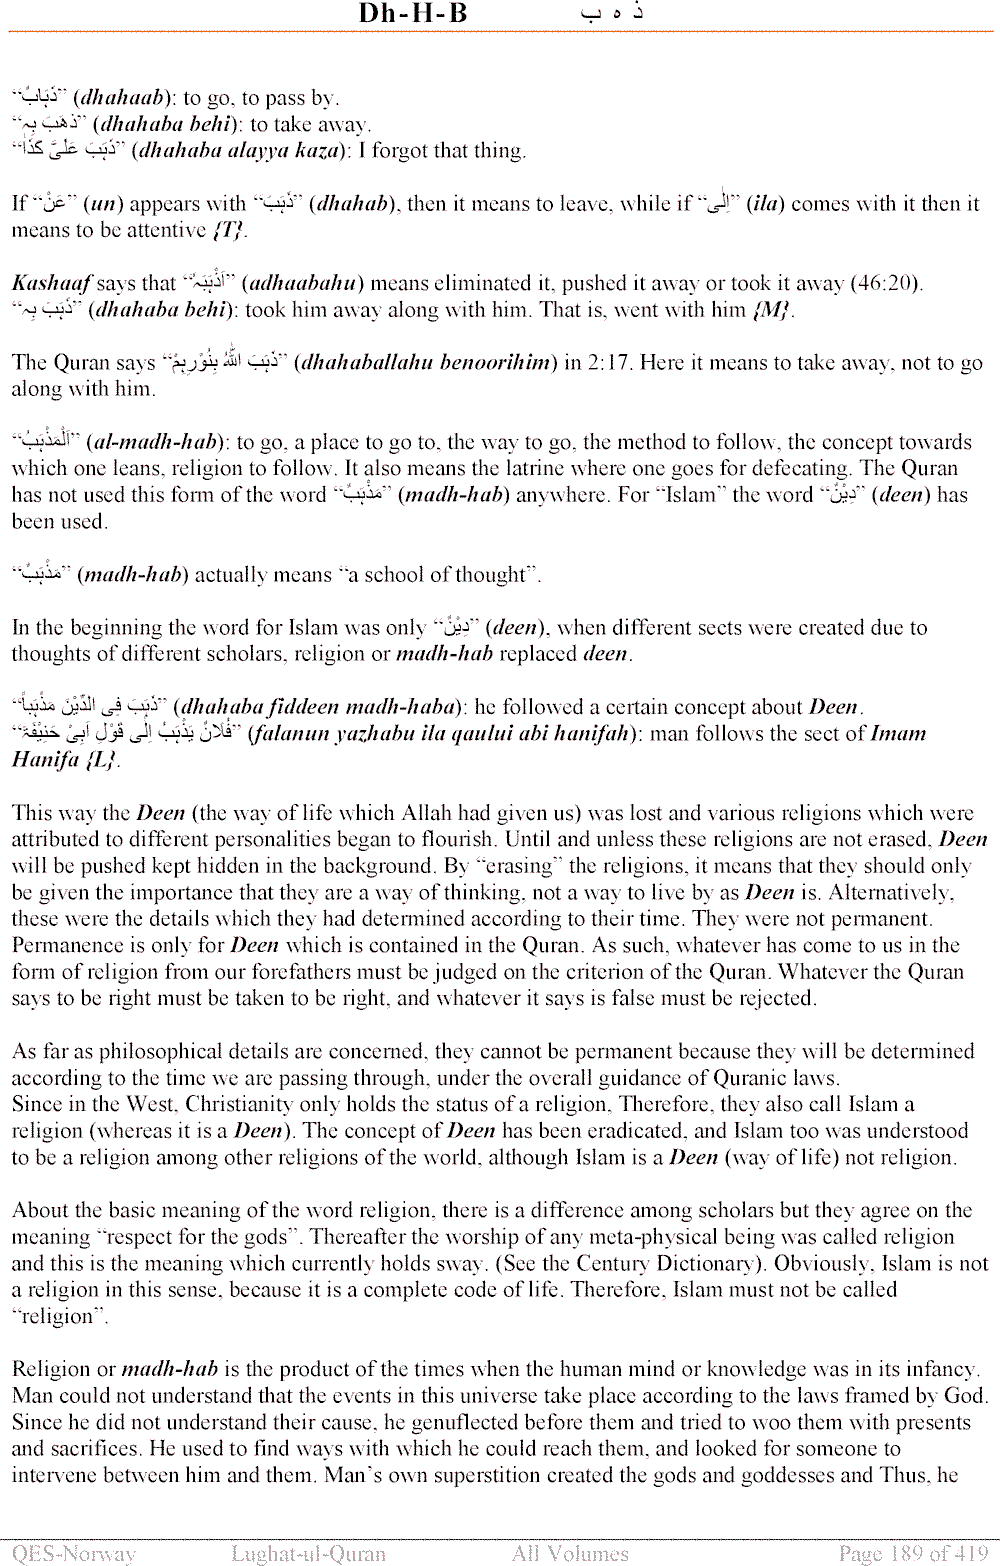 Dh-H-B ذ ہ ب
“ذَہَابٌ” (dhahaab): to go, to pass by.
“ذھَبَ بِہٖ” (dhahaba behi): to take away.
“ذَہَبَ عَلَیَّ کَذَا” (dhahaba alayya kaza): I forgot that thing.
If “عَنْ” (un) appears with “ذَہَبَ” (dhahab), then it means to leave, while if “اِلٰی” (ila) comes with it then it
means to be attentive {T}.
Kashaaf says that “اَذْہَبَہٗ” (adhaabahu) means eliminated it, pushed it away or took it away (46:20).
“ذَہَبَ بِہٖ” (dhahaba behi): took him away along with him. That is, went with him {M}.
The Quran says “ذَہَبَ اللّٰہُ بِنُوْرِہِمْ” (dhahaballahu benoorihim) in 2:17. Here it means to take away, not to go
along with him.
“اَلْمَذْہَبُ” (al-madh-hab): to go, a place to go to, the way to go, the method to follow, the concept towards
which one leans, religion to follow. It also means the latrine where one goes for defecating. The Quran
has not used this form of the word “مَذْہَبٌ” (madh-hab) anywhere. For “Islam” the word “دِیْنٌ” (deen) has
been used.
“مَذْہَبٌ” (madh-hab) actually means “a school of thought”.
In the beginning the word for Islam was only “دِیْنٌ” (deen), when different sects were created due to
thoughts of different scholars, religion or madh-hab replaced deen.
“ذَہَبَ فِی الدِّیْنَ مَذْہَباً” (dhahaba fiddeen madh-haba): he followed a certain concept about Deen.
“فُلَانٌ یَذْہَبُ اِلٰی قَوْلِ اَبِیْ حَنِیْفَۃَ” (falanun yazhabu ila qaului abi hanifah): man follows the sect of Imam
Hanifa {L}.
This way the Deen (the way of life which Allah had given us) was lost and various religions which were
attributed to different personalities began to flourish. Until and unless these religions are not erased, Deen
will be pushed kept hidden in the background. By “erasing” the religions, it means that they should only
be given the importance that they are a way of thinking, not a way to live by as Deen is. Alternatively,
these were the details which they had determined according to their time. They were not permanent.
Permanence is only for Deen which is contained in the Quran. As such, whatever has come to us in the
form of religion from our forefathers must be judged on the criterion of the Quran. Whatever the Quran
says to be right must be taken to be right, and whatever it says is false must be rejected.
As far as philosophical details are concerned, they cannot be permanent because they will be determined
according to the time we are passing through, under the overall guidance of Quranic laws.
Since in the West, Christianity only holds the status of a religion, Therefore, they also call Islam a
religion (whereas it is a Deen). The concept of Deen has been eradicated, and Islam too was understood
to be a religion among other religions of the world, although Islam is a Deen (way of life) not religion.
About the basic meaning of the word religion, there is a difference among scholars but they agree on the
meaning “respect for the gods”. Thereafter the worship of any meta-physical being was called religion
and this is the meaning which currently holds sway. (See the Century Dictionary). Obviously, Islam is not
a religion in this sense, because it is a complete code of life. Therefore, Islam must not be called
“religion”.
Religion or madh-hab is the product of the times when the human mind or knowledge was in its infancy.
Man could not understand that the events in this universe take place according to the laws framed by God.
Since he did not understand their cause, he genuflected before them and tried to woo them with presents
and sacrifices. He used to find ways with which he could reach them, and looked for someone to
intervene between him and them. Man’s own superstition created the gods and goddesses and Thus, he
QES-Norway Lughat-ul-Quran All Volumes Page 189 of 419